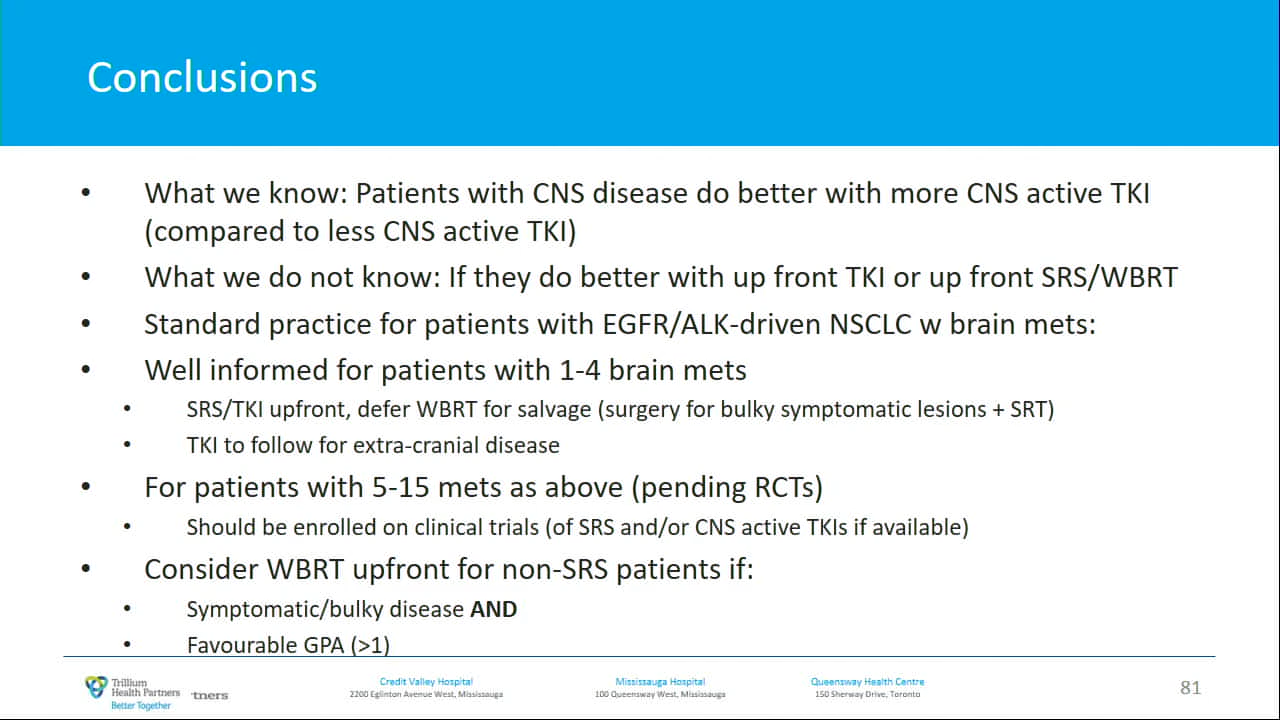 Conclusions
• What we know: Patients with CNS disease do better with more CNS active TKI
(compared to less CNS active TKI)
• What we do not know: If they do better with up front TKI or up front SRS/WBRT
• Standard practice for patients with EGFR/ALK-driven NSCLC w brain mets:
• Well informed for patients with 1-4 brain mets
• SRS/TKI upfront, defer WBRT for salvage (surgery for bulky symptomatic lesions + SRT)
• TKI to follow for extra-cranial disease
• For patients with 5-15 mets as above (pending RCTs)
• Should be enrolled on clinical trials (of SRS and/or CNS active TKIs if available)
• Consider WBRT upfront for non-SRS patients if:
• Symptomatic/bulky disease AND
• Favourable GPA (>1)
Trillium
Health Partners
tners
Better Together
Credit Valley Hospital
2200 Eglinton Avenue West, Mississauga
Mississauga Hospital
100 Queensway West, Mississauga
Queensway Health Centre
150 Sherway Drive, Toronto
81